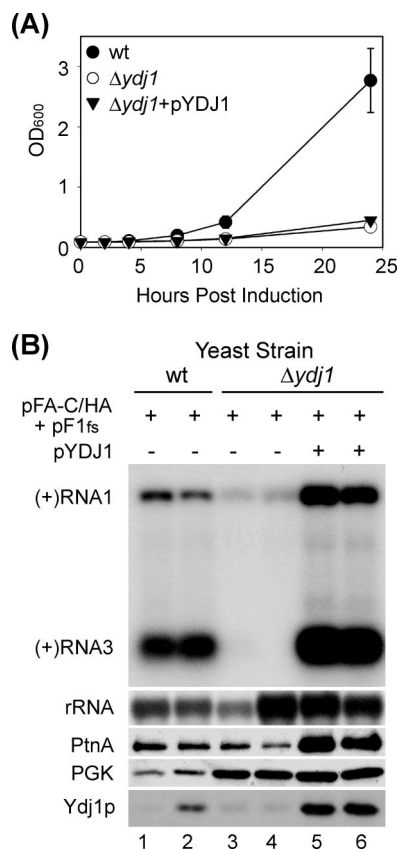 (A)
wt
Δydj1
Δydj1+pYDJ1
OD600
3
2
1
0
0 5 10 15 20 25
Hours Post Induction
(B)
Yeast Strain
wt Δydj1
pFA-C/HA + + + + + +
+ pF1fs
pYDJ1 - - - - + +
(+)RNA1
(+)RNA3
rRNA
PtnA
PGK
Ydj1p
1 2 3 4 5 6